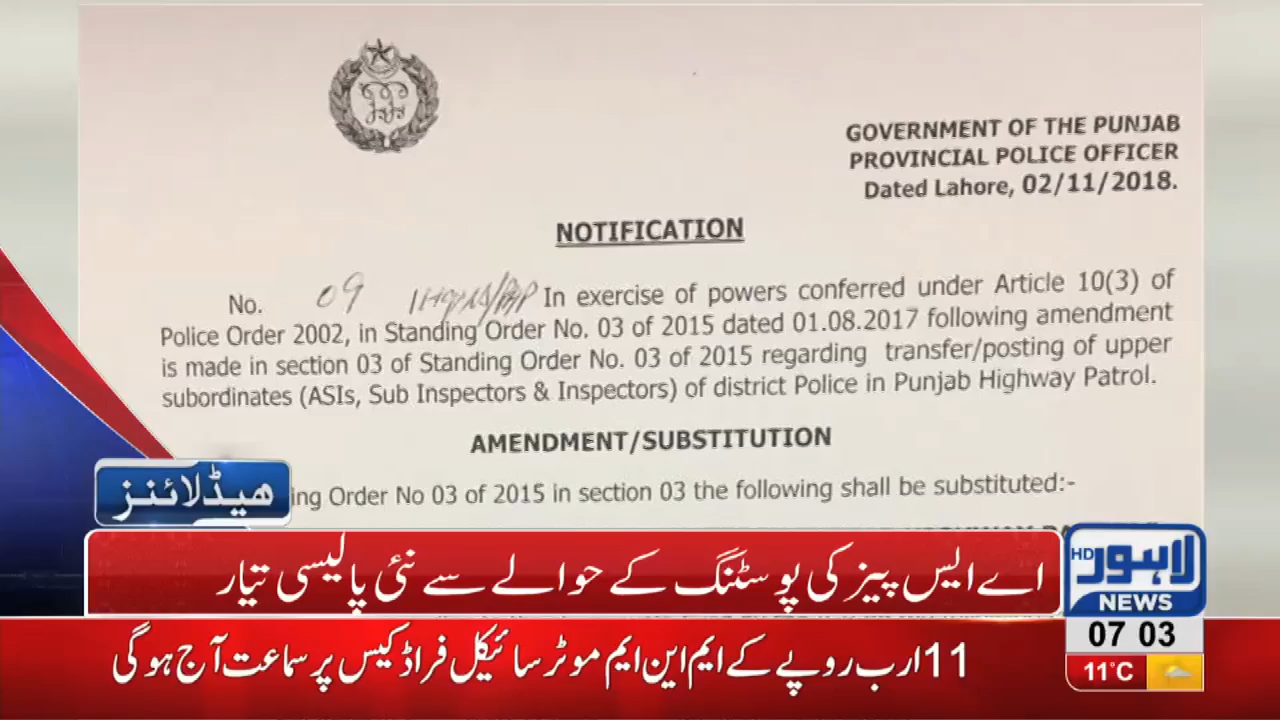 GOVERNMENT OF THE PUNJAB
PROVINCIAL POLICE OFFICER
Dated Lahore, 02/11/2018.
NOTIFICATION
No. 09 In exercise of powers conferred under Article 10(3) of
Police Order 2002, in Standing Order No. 03 of 2015 dated 01.08.2017 following amendment
is made in section 03 of Standing Order No. 03 of 2015 regarding transfer/posting of upper
subordinates (ASIs, Sub Inspectors & Inspectors) of district Police in Punjab Highway Patrol.
AMENDMENT/SUBSTITUTION
Order No 03 of 2015 in section 03 the following shall be substituted:-
ھیڈلائنز
اے ایس پیز کی پوسٹنگ کے حوالے سے نئی پالیسی تیار
HD لاہور
NEWS
07 03
11°C
11 ارب روپے کے ایم این ایم موٹر سائیکل فراڈ کیس پر سماعت آج ہوگی